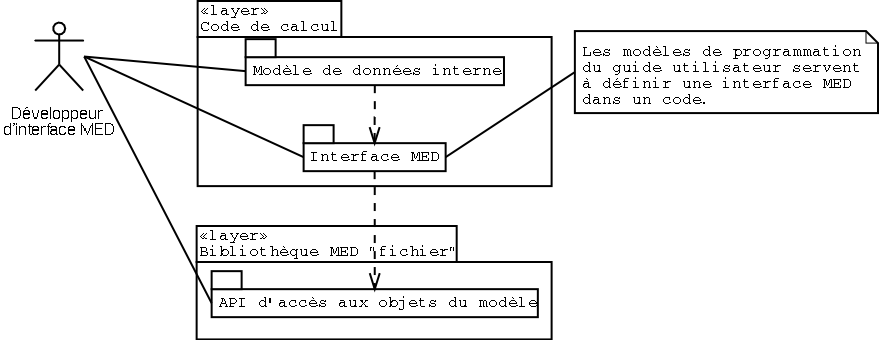 «layer»
Code de calcul
Modèle de données interne
Interface MED
Développeur
d'interface MED
Les modèles de programmation
du guide utilisateur servent
à définir une interface MED
dans un code.
«layer»
Bibliothèque MED "fichier"
API d'accès aux objets du modèle